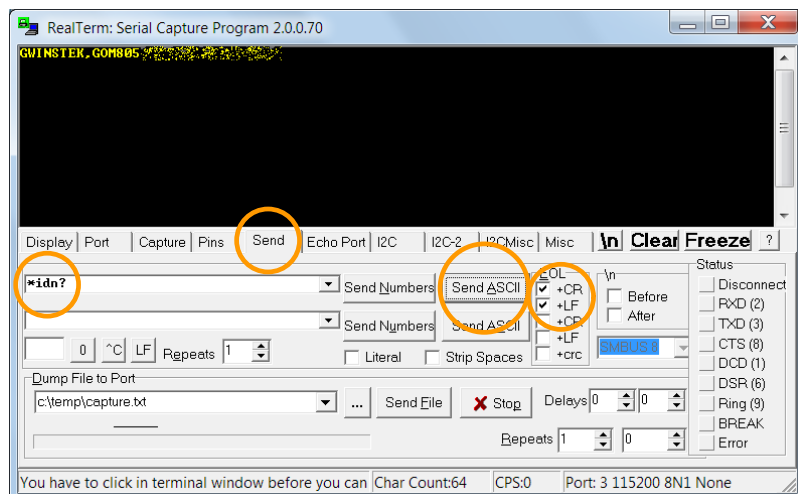 RealTerm: Serial Capture Program 2.0.0.70
GWINSTEK,GOM805
Display Port Capture Pins Send Echo Port I2C I2C-2 I2CMisc Misc \n Clear Freeze ?
*idn? Send Numbers Send ASCII
EOL
+CR
+LF
+CR
+LF
+crc
\n
Before
After
Send Numbers Send ASCII
SMBUS 8
0 ^C LF Repeats 1 Literal Strip Spaces
Status
Disconnect
RXD (2)
TXD (3)
CTS (8)
DCD (1)
DSR (6)
Ring (9)
BREAK
Error
Dump File to Port
c:\temp\capture.txt ... Send File Stop Delays 0 0
Repeats 1 0
You have to click in terminal window before you can Char Count:64 CPS:0 Port: 3 115200 8N1 None